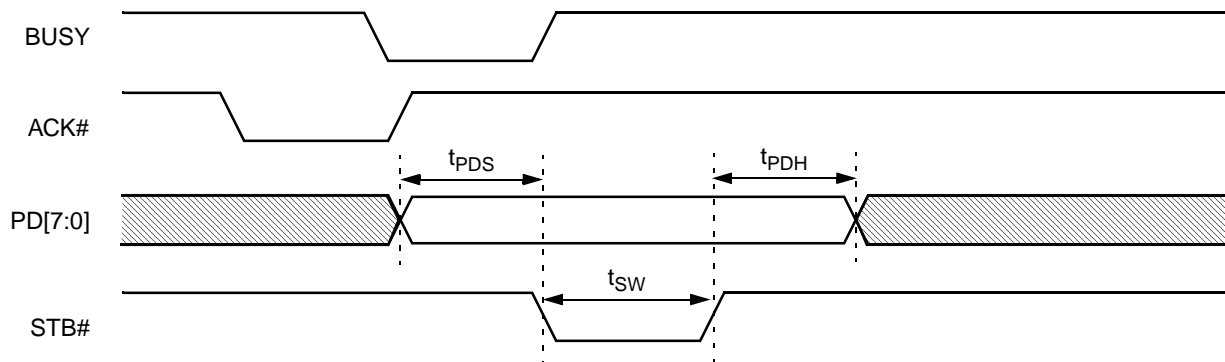 BUSY
ACK#
tPDS
tPDH
PD[7:0]
tSW
STB#